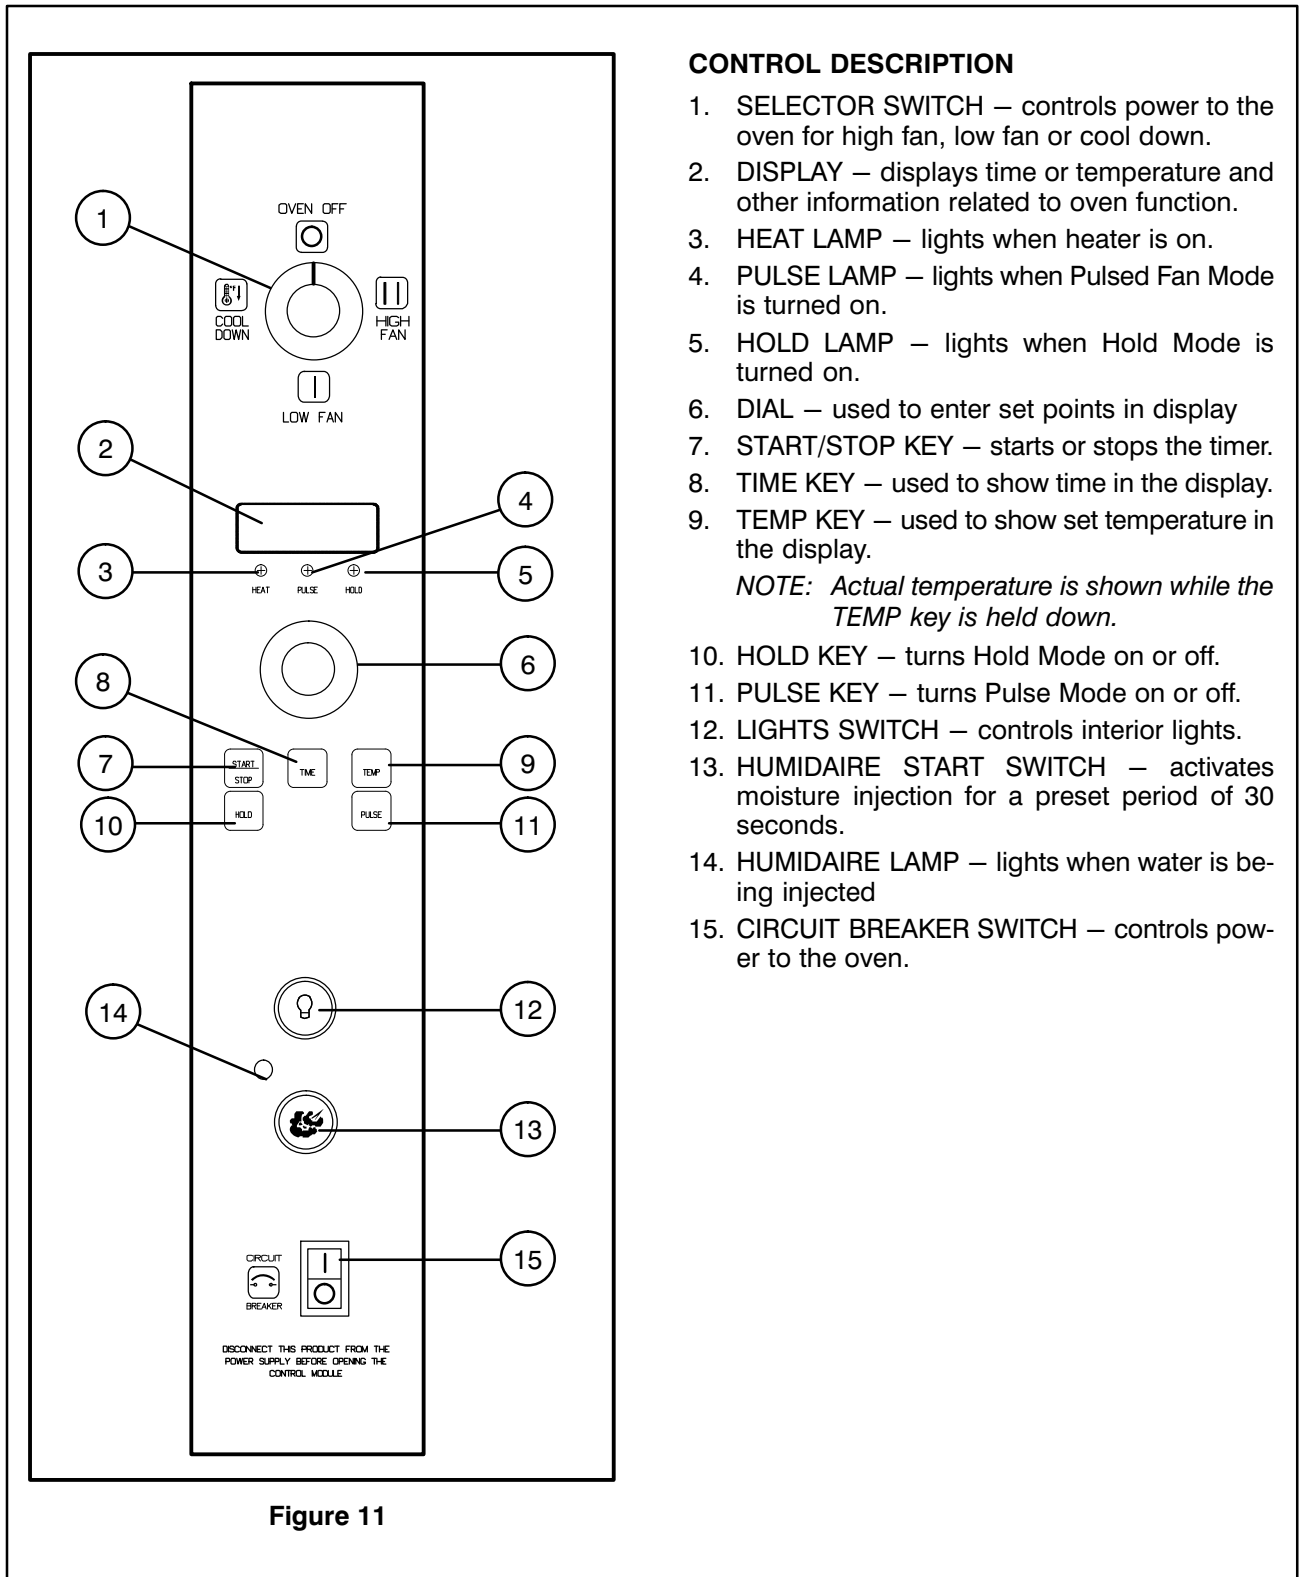 1
OVEN OFF
COOL
DOWN
HIGH
FAN
LOW FAN
2
4
3
5
HEAT
PULSE
HOLD
6
8
7
START
STOP
TIME
TEMP
9
10
HOLD
PULSE
11
14
12
13
CIRCUIT
BREAKER
15
DISCONNECT THIS PRODUCT FROM THE
POWER SUPPLY BEFORE OPENING THE
CONTROL MODULE
Figure 11
CONTROL DESCRIPTION
1. SELECTOR SWITCH – controls power to the
oven for high fan, low fan or cool down.
2. DISPLAY – displays time or temperature and
other information related to oven function.
3. HEAT LAMP – lights when heater is on.
4. PULSE LAMP – lights when Pulsed Fan Mode
is turned on.
5. HOLD LAMP – lights when Hold Mode is
turned on.
6. DIAL – used to enter set points in display
7. START/STOP KEY – starts or stops the timer.
8. TIME KEY – used to show time in the display.
9. TEMP KEY – used to show set temperature in
the display.
NOTE: Actual temperature is shown while the
TEMP key is held down.
10. HOLD KEY – turns Hold Mode on or off.
11. PULSE KEY – turns Pulse Mode on or off.
12. LIGHTS SWITCH – controls interior lights.
13. HUMIDAIRE START SWITCH – activates
moisture injection for a preset period of 30
seconds.
14. HUMIDAIRE LAMP – lights when water is be-
ing injected
15. CIRCUIT BREAKER SWITCH – controls pow-
er to the oven.